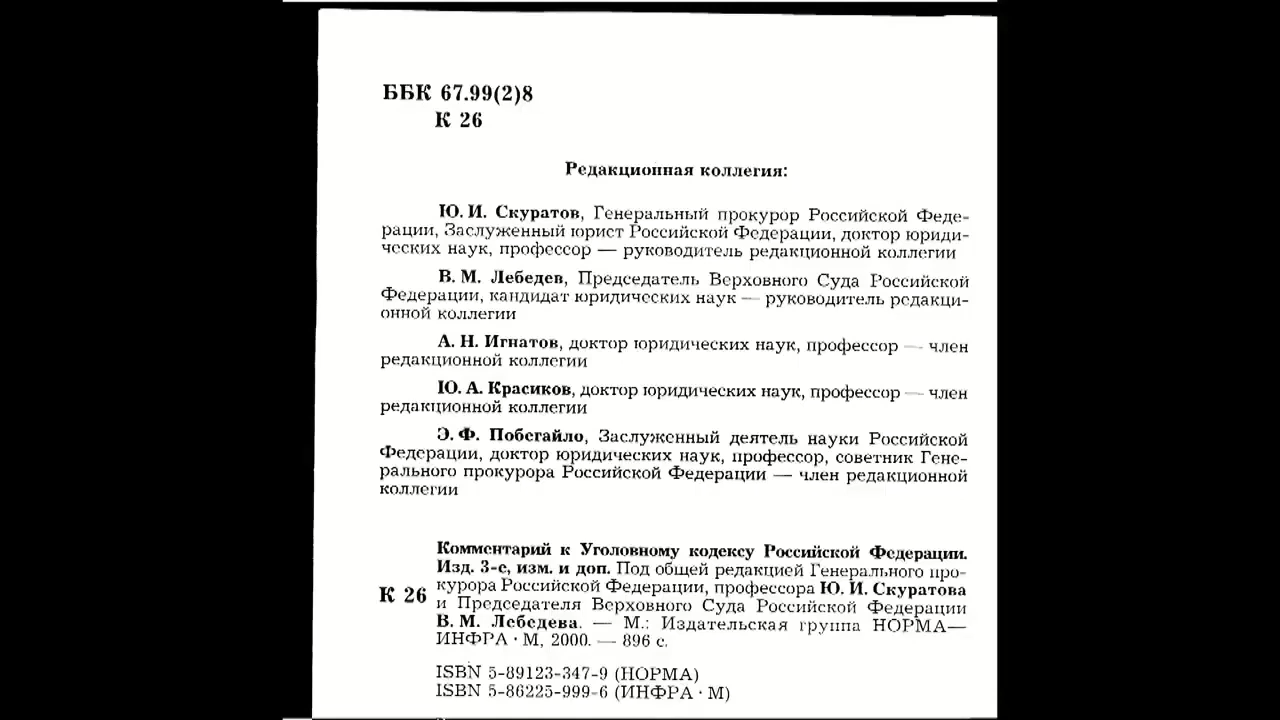 ББК 67.99(2)8
К 26
Редакционная коллегия:
Ю. И. Скуратов, Генеральный прокурор Российской Феде-
рации, Заслуженный юрист Российской Федерации, доктор юриди-
ческих наук, профессор — руководитель редакционной коллегии
В. М. Лебедев, Председатель Верховного Суда Российской
Федерации, кандидат юридических наук — руководитель редакци-
онной коллегии
А. Н. Игнатов, доктор юридических наук, профессор — член
редакционной коллегии
Ю. А. Красиков, доктор юридических наук, профессор — член
редакционной коллегии
Э. Ф. Побегайло, Заслуженный деятель науки Российской
Федерации, доктор юридических наук, профессор, советник Гене-
рального прокурора Российской Федерации — член редакционной
коллегии
Комментарий к Уголовному кодексу Российской Федерации.
Изд. 3-е, изм. и доп. Под общей редакцией Генерального про-
К 26 курора Российской Федерации, профессора Ю. И. Скуратова
и Председателя Верховного Суда Российской Федерации
В. М. Лебедева. — М.: Издательская группа НОРМА—
ИНФРА · М, 2000. — 896 с.
ISBN 5-89123-347-9 (НОРМА)
ISBN 5-86225-999-6 (ИНФРА · М)